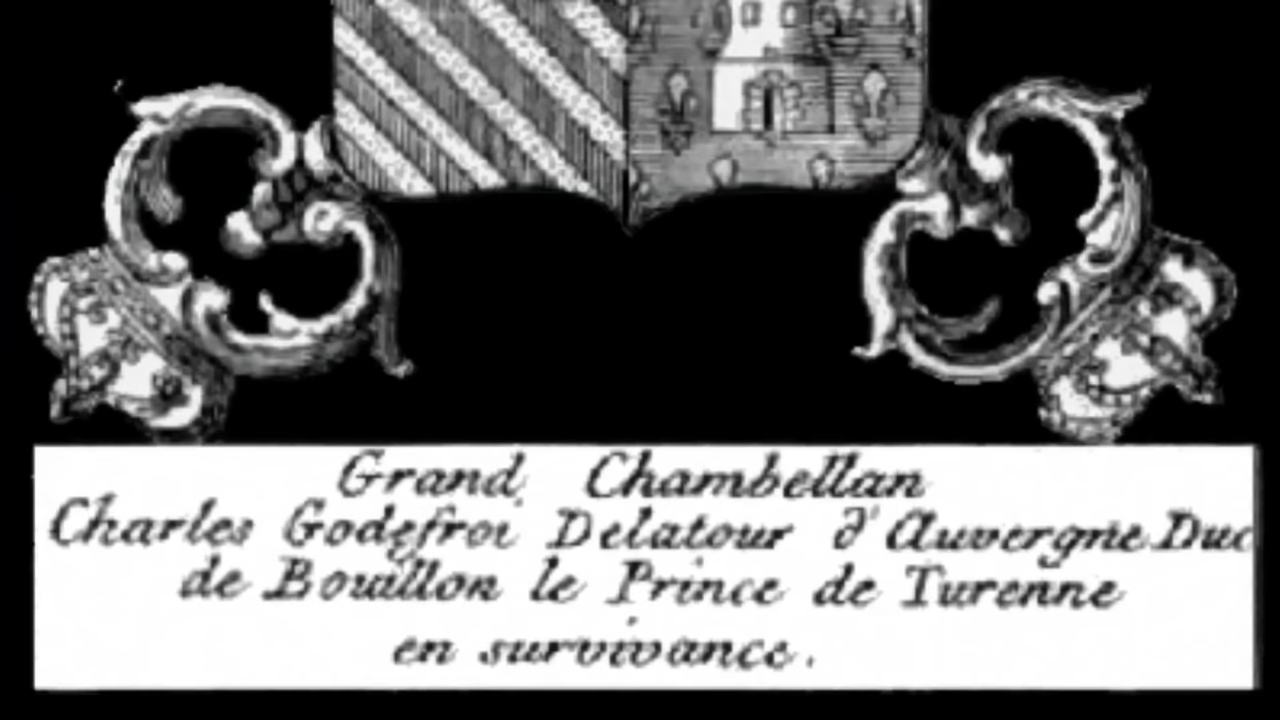 Grand Chambellan
Charles Godefroi Delatour d'Auvergne Duc
de Bouillon le Prince de Turenne
en survivance.